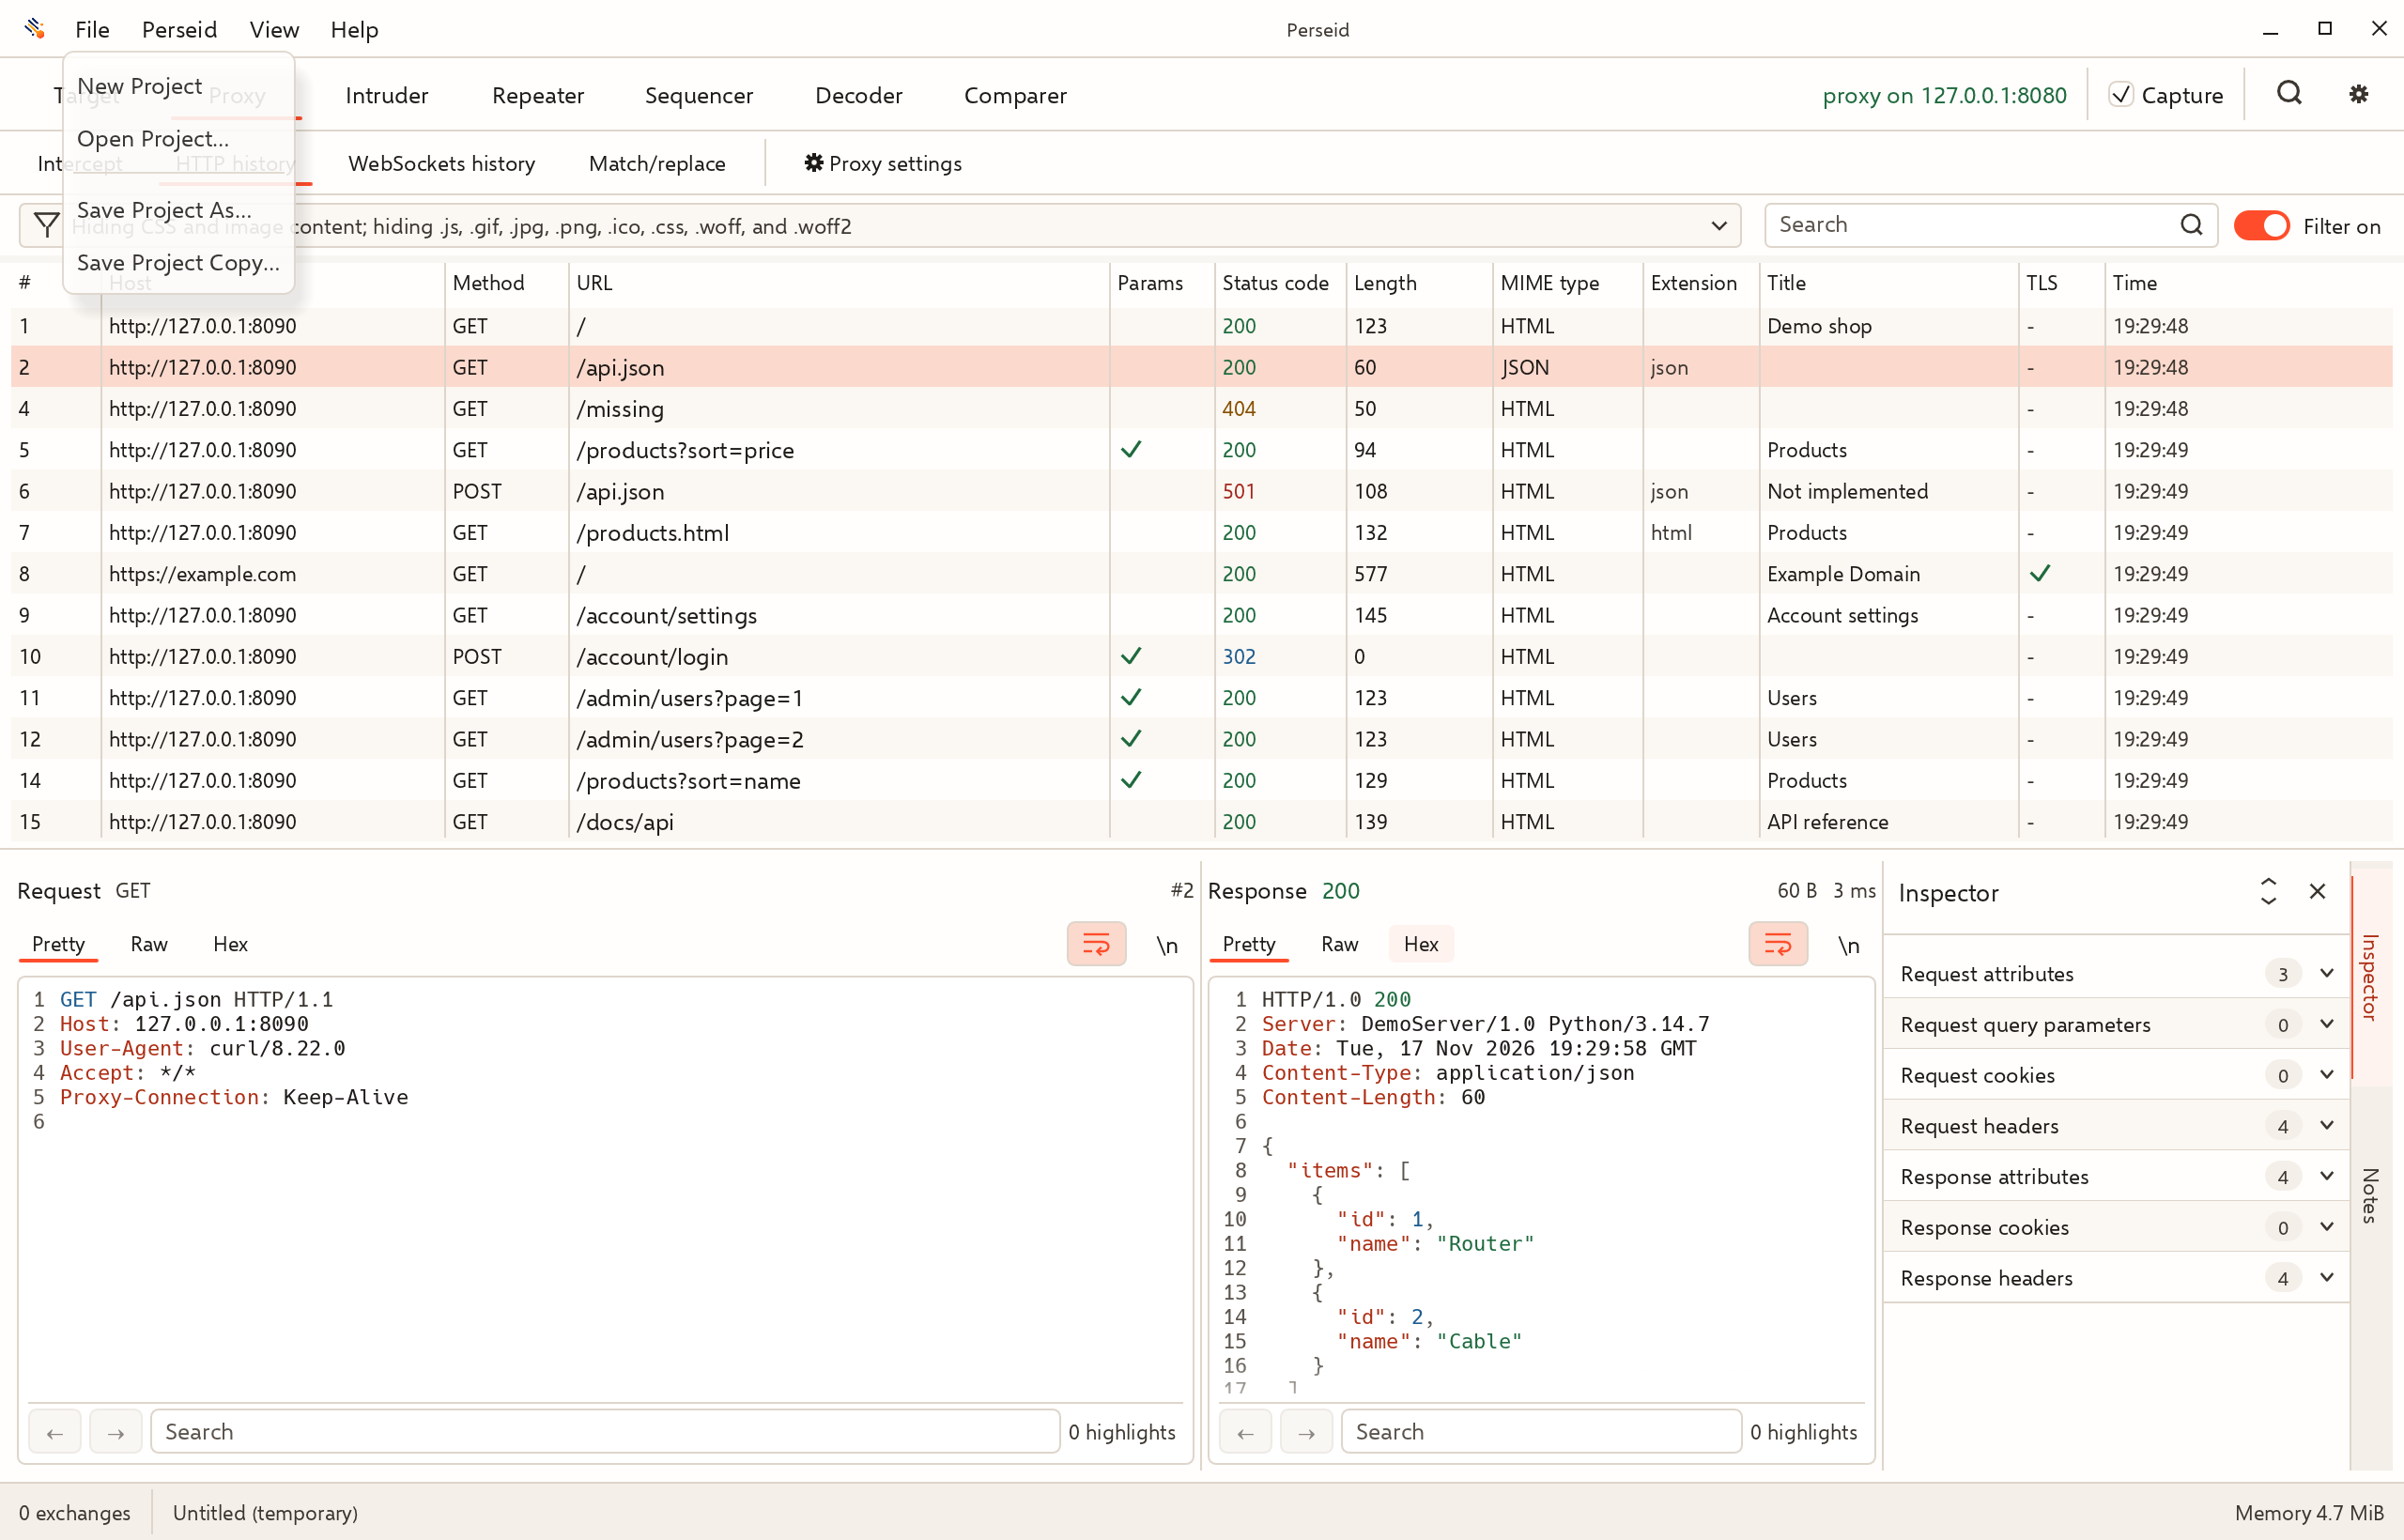 File Perseid View Help Perseid
New Project
Open Project...
Save Project As...
Save Project Copy...
Target Proxy Intruder Repeater Sequencer Decoder Comparer proxy on 127.0.0.1:8080 Capture
Intercept HTTP history WebSockets history Match/replace Proxy settings
Hiding CSS and image content; hiding .js, .gif, .jpg, .png, .ico, .css, .woff, and .woff2 Search Filter on
# Host Method URL Params Status code Length MIME type Extension Title TLS Time
1 http://127.0.0.1:8090 GET / 200 123 HTML Demo shop - 19:29:48
2 http://127.0.0.1:8090 GET /api.json 200 60 JSON json - 19:29:48
4 http://127.0.0.1:8090 GET /missing 404 50 HTML - 19:29:48
5 http://127.0.0.1:8090 GET /products?sort=price 200 94 HTML Products - 19:29:49
6 http://127.0.0.1:8090 POST /api.json 501 108 HTML json Not implemented - 19:29:49
7 http://127.0.0.1:8090 GET /products.html 200 132 HTML html Products - 19:29:49
8 https://example.com GET / 200 577 HTML Example Domain 19:29:49
9 http://127.0.0.1:8090 GET /account/settings 200 145 HTML Account settings - 19:29:49
10 http://127.0.0.1:8090 POST /account/login 302 0 HTML - 19:29:49
11 http://127.0.0.1:8090 GET /admin/users?page=1 200 123 HTML Users - 19:29:49
12 http://127.0.0.1:8090 GET /admin/users?page=2 200 123 HTML Users - 19:29:49
14 http://127.0.0.1:8090 GET /products?sort=name 200 129 HTML Products - 19:29:49
15 http://127.0.0.1:8090 GET /docs/api 200 139 HTML API reference - 19:29:49
Request GET #2
Pretty Raw Hex \n
1 GET /api.json HTTP/1.1
2 Host: 127.0.0.1:8090
3 User-Agent: curl/8.22.0
4 Accept: */*
5 Proxy-Connection: Keep-Alive
6
← → Search 0 highlights
Response 200 60 B 3 ms
Pretty Raw Hex \n
1 HTTP/1.0 200
2 Server: DemoServer/1.0 Python/3.14.7
3 Date: Tue, 17 Nov 2026 19:29:58 GMT
4 Content-Type: application/json
5 Content-Length: 60
6
7 {
8 "items": [
9 {
10 "id": 1,
11 "name": "Router"
12 },
13 {
14 "id": 2,
15 "name": "Cable"
16 }
17 ]
← → Search 0 highlights
Inspector
Request attributes 3
Request query parameters 0
Request cookies 0
Request headers 4
Response attributes 4
Response cookies 0
Response headers 4
Inspector
Notes
0 exchanges Untitled (temporary) Memory 4.7 MiB